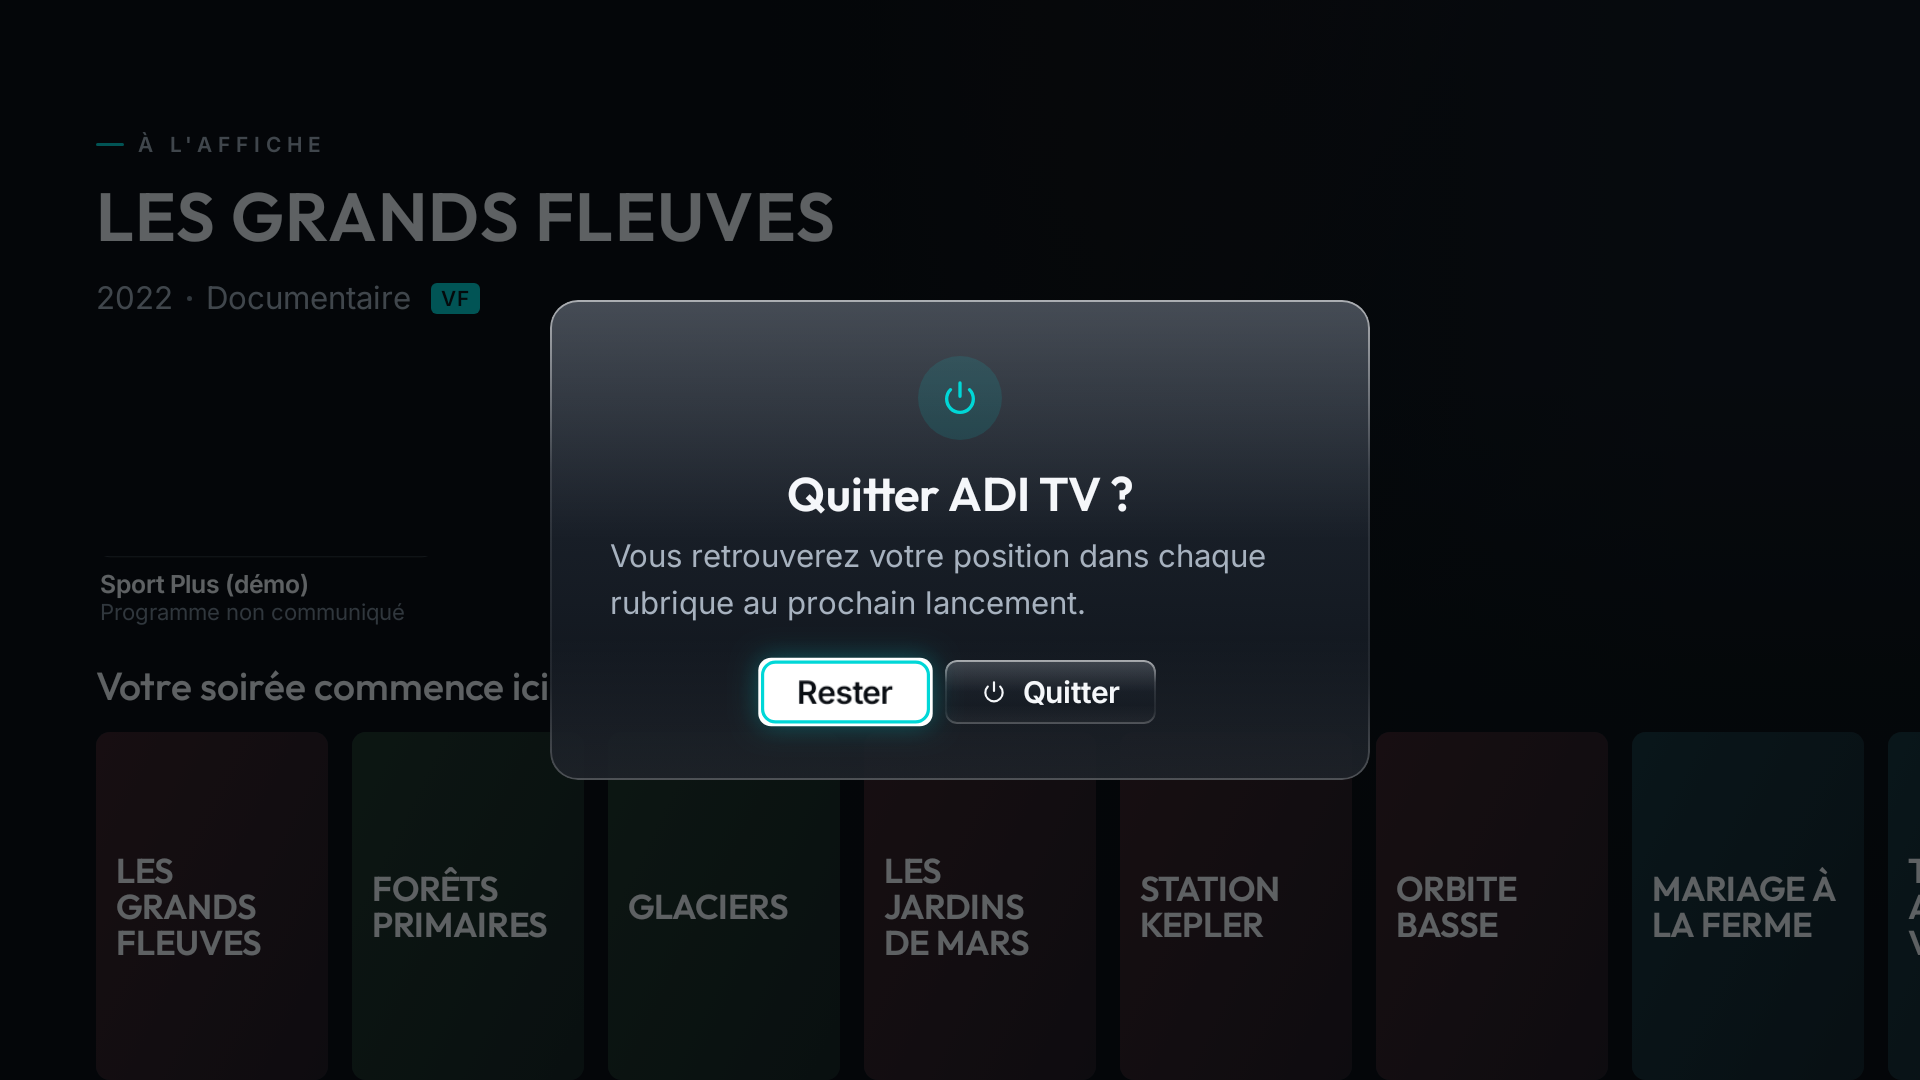 À L'AFFICHE
LES GRANDS FLEUVES
2022 · Documentaire VF
Quitter ADI TV ?
Vous retrouverez votre position dans chaque
rubrique au prochain lancement.
Rester
Quitter
Sport Plus (démo)
Programme non communiqué
Votre soirée commence ici
LES
GRANDS
FLEUVES
FORÊTS
PRIMAIRES
GLACIERS
LES
JARDINS
DE MARS
STATION
KEPLER
ORBITE
BASSE
MARIAGE À
LA FERME